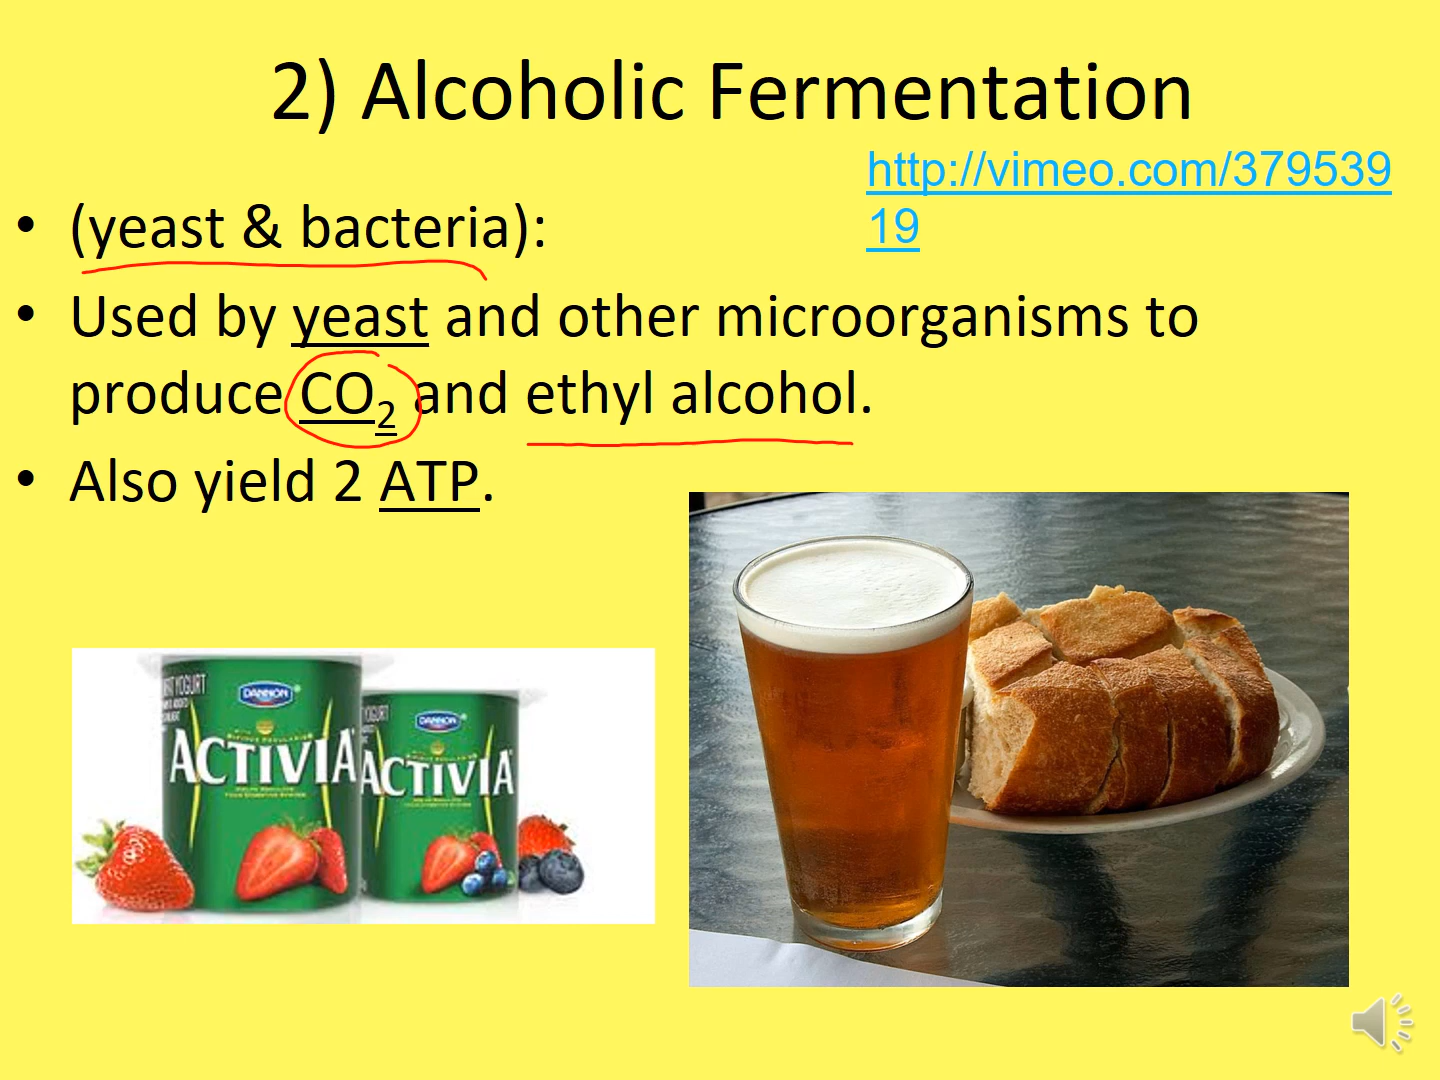 2) Alcoholic Fermentation
http://vimeo.com/379539
19
• (yeast & bacteria):
• Used by yeast and other microorganisms to
produce CO₂ and ethyl alcohol.
• Also yield 2 ATP.
DANNON
ACTIVIA
DANNON
ACTIVIA